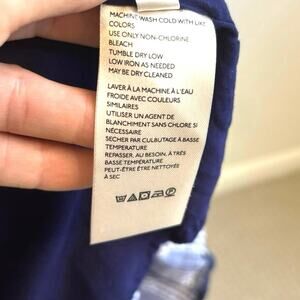 MACHINE WASH COLD WITH LIKE
COLORS
USE ONLY NON-CHLORINE
BLEACH
TUMBLE DRY LOW
LOW IRON AS NEEDED
MAY BE DRY CLEANED
LAVER À LA MACHINE À L'EAU
FROIDE AVEC COULEURS
SIMILAIRES
UTILISER UN AGENT DE
BLANCHIMENT SANS CHLORE SI
NÉCESSAIRE
SECHER PAR CULBUTAGE À BASSE
TEMPERATURE
REPASSER, AU BESOIN, À TRÈS
BASSE TEMPÉRATURE
PEUT-ÊTRE ÊTRE NETTOYÉE
À SEC